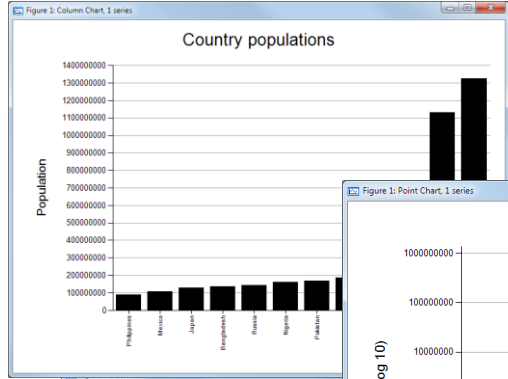 Figure 1: Column Chart, 1 series
Country populations
Population
1400000000
1300000000
1200000000
1100000000
1000000000
900000000
800000000
700000000
600000000
500000000
400000000
300000000
200000000
100000000
0
Philippines
Mexico
Japan
Bangladesh
Russia
Nigeria
Pakistan
Figure 1: Point Chart, 1 series
1000000000
100000000
10000000
og 10)